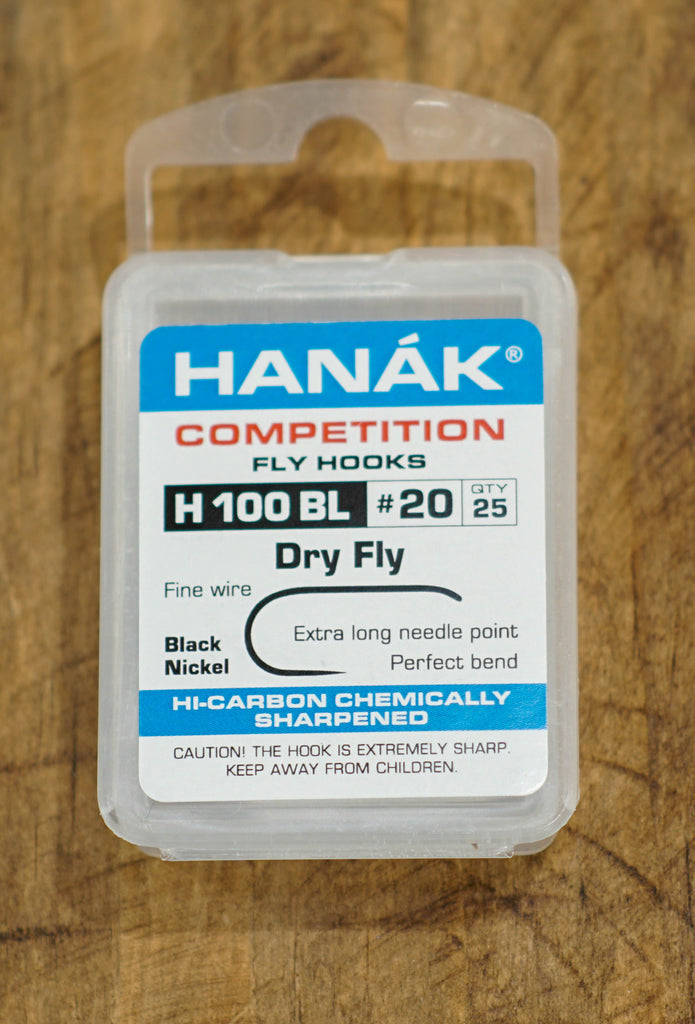 HANÁK®
COMPETITION
FLY HOOKS
H 100 BL #20 QTY 25
Dry Fly
Fine wire
Extra long needle point
Black
Nickel
Perfect bend
HI-CARBON CHEMICALLY
SHARPENED
CAUTION! THE HOOK IS EXTREMELY SHARP.
KEEP AWAY FROM CHILDREN.